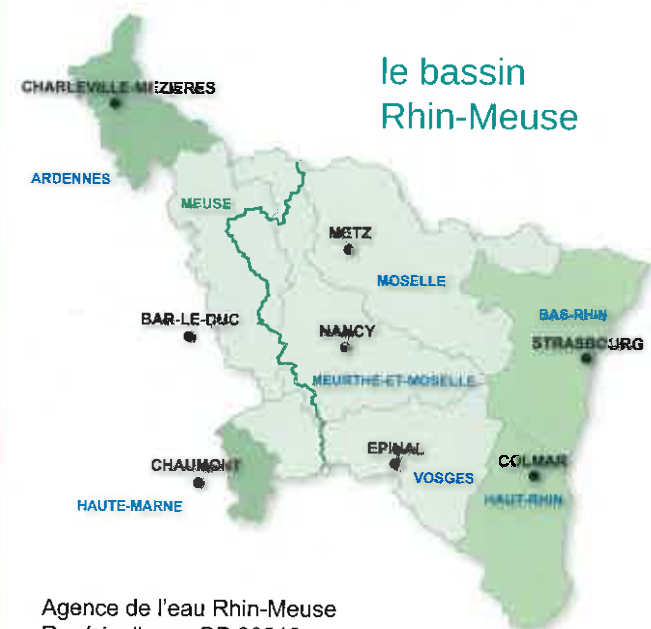 le bassin
Rhin-Meuse
CHARLEVILLE-MEZIERES
ARDENNES
MEUSE
METZ
MOSELLE
BAS-RHIN
BAR-LE-DUC
NANCY
STRASBOURG
MEURTHE-ET-MOSELLE
EPINAL
CHAUMONT
COLMAR
VOSGES
HAUT-RHIN
HAUTE-MARNE
Agence de l'eau Rhin-Meuse